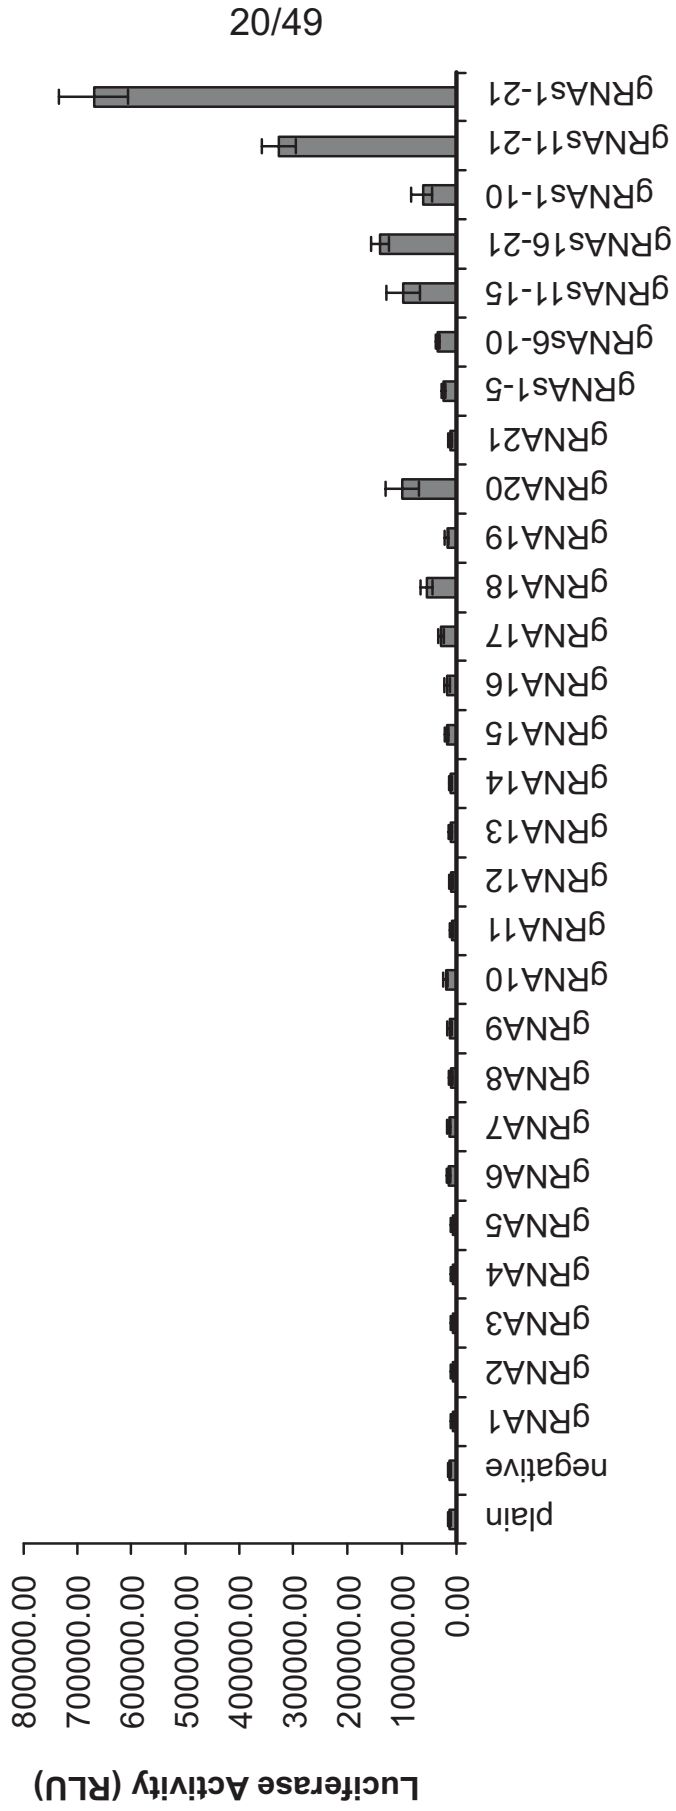 20/49
gRNAs1-21
gRNAs11-21
gRNAs1-10
gRNAs16-21
gRNAs11-15
gRNAs6-10
gRNAs1-5
gRNA21
gRNA20
gRNA19
gRNA18
gRNA17
gRNA16
gRNA15
gRNA14
gRNA13
gRNA12
gRNA11
gRNA10
gRNA9
gRNA8
gRNA7
gRNA6
gRNA5
gRNA4
gRNA3
gRNA2
gRNA1
negative
plain
800000.00
700000.00
600000.00
500000.00
400000.00
300000.00
200000.00
100000.00
0.00
Luciferase Activity (RLU)